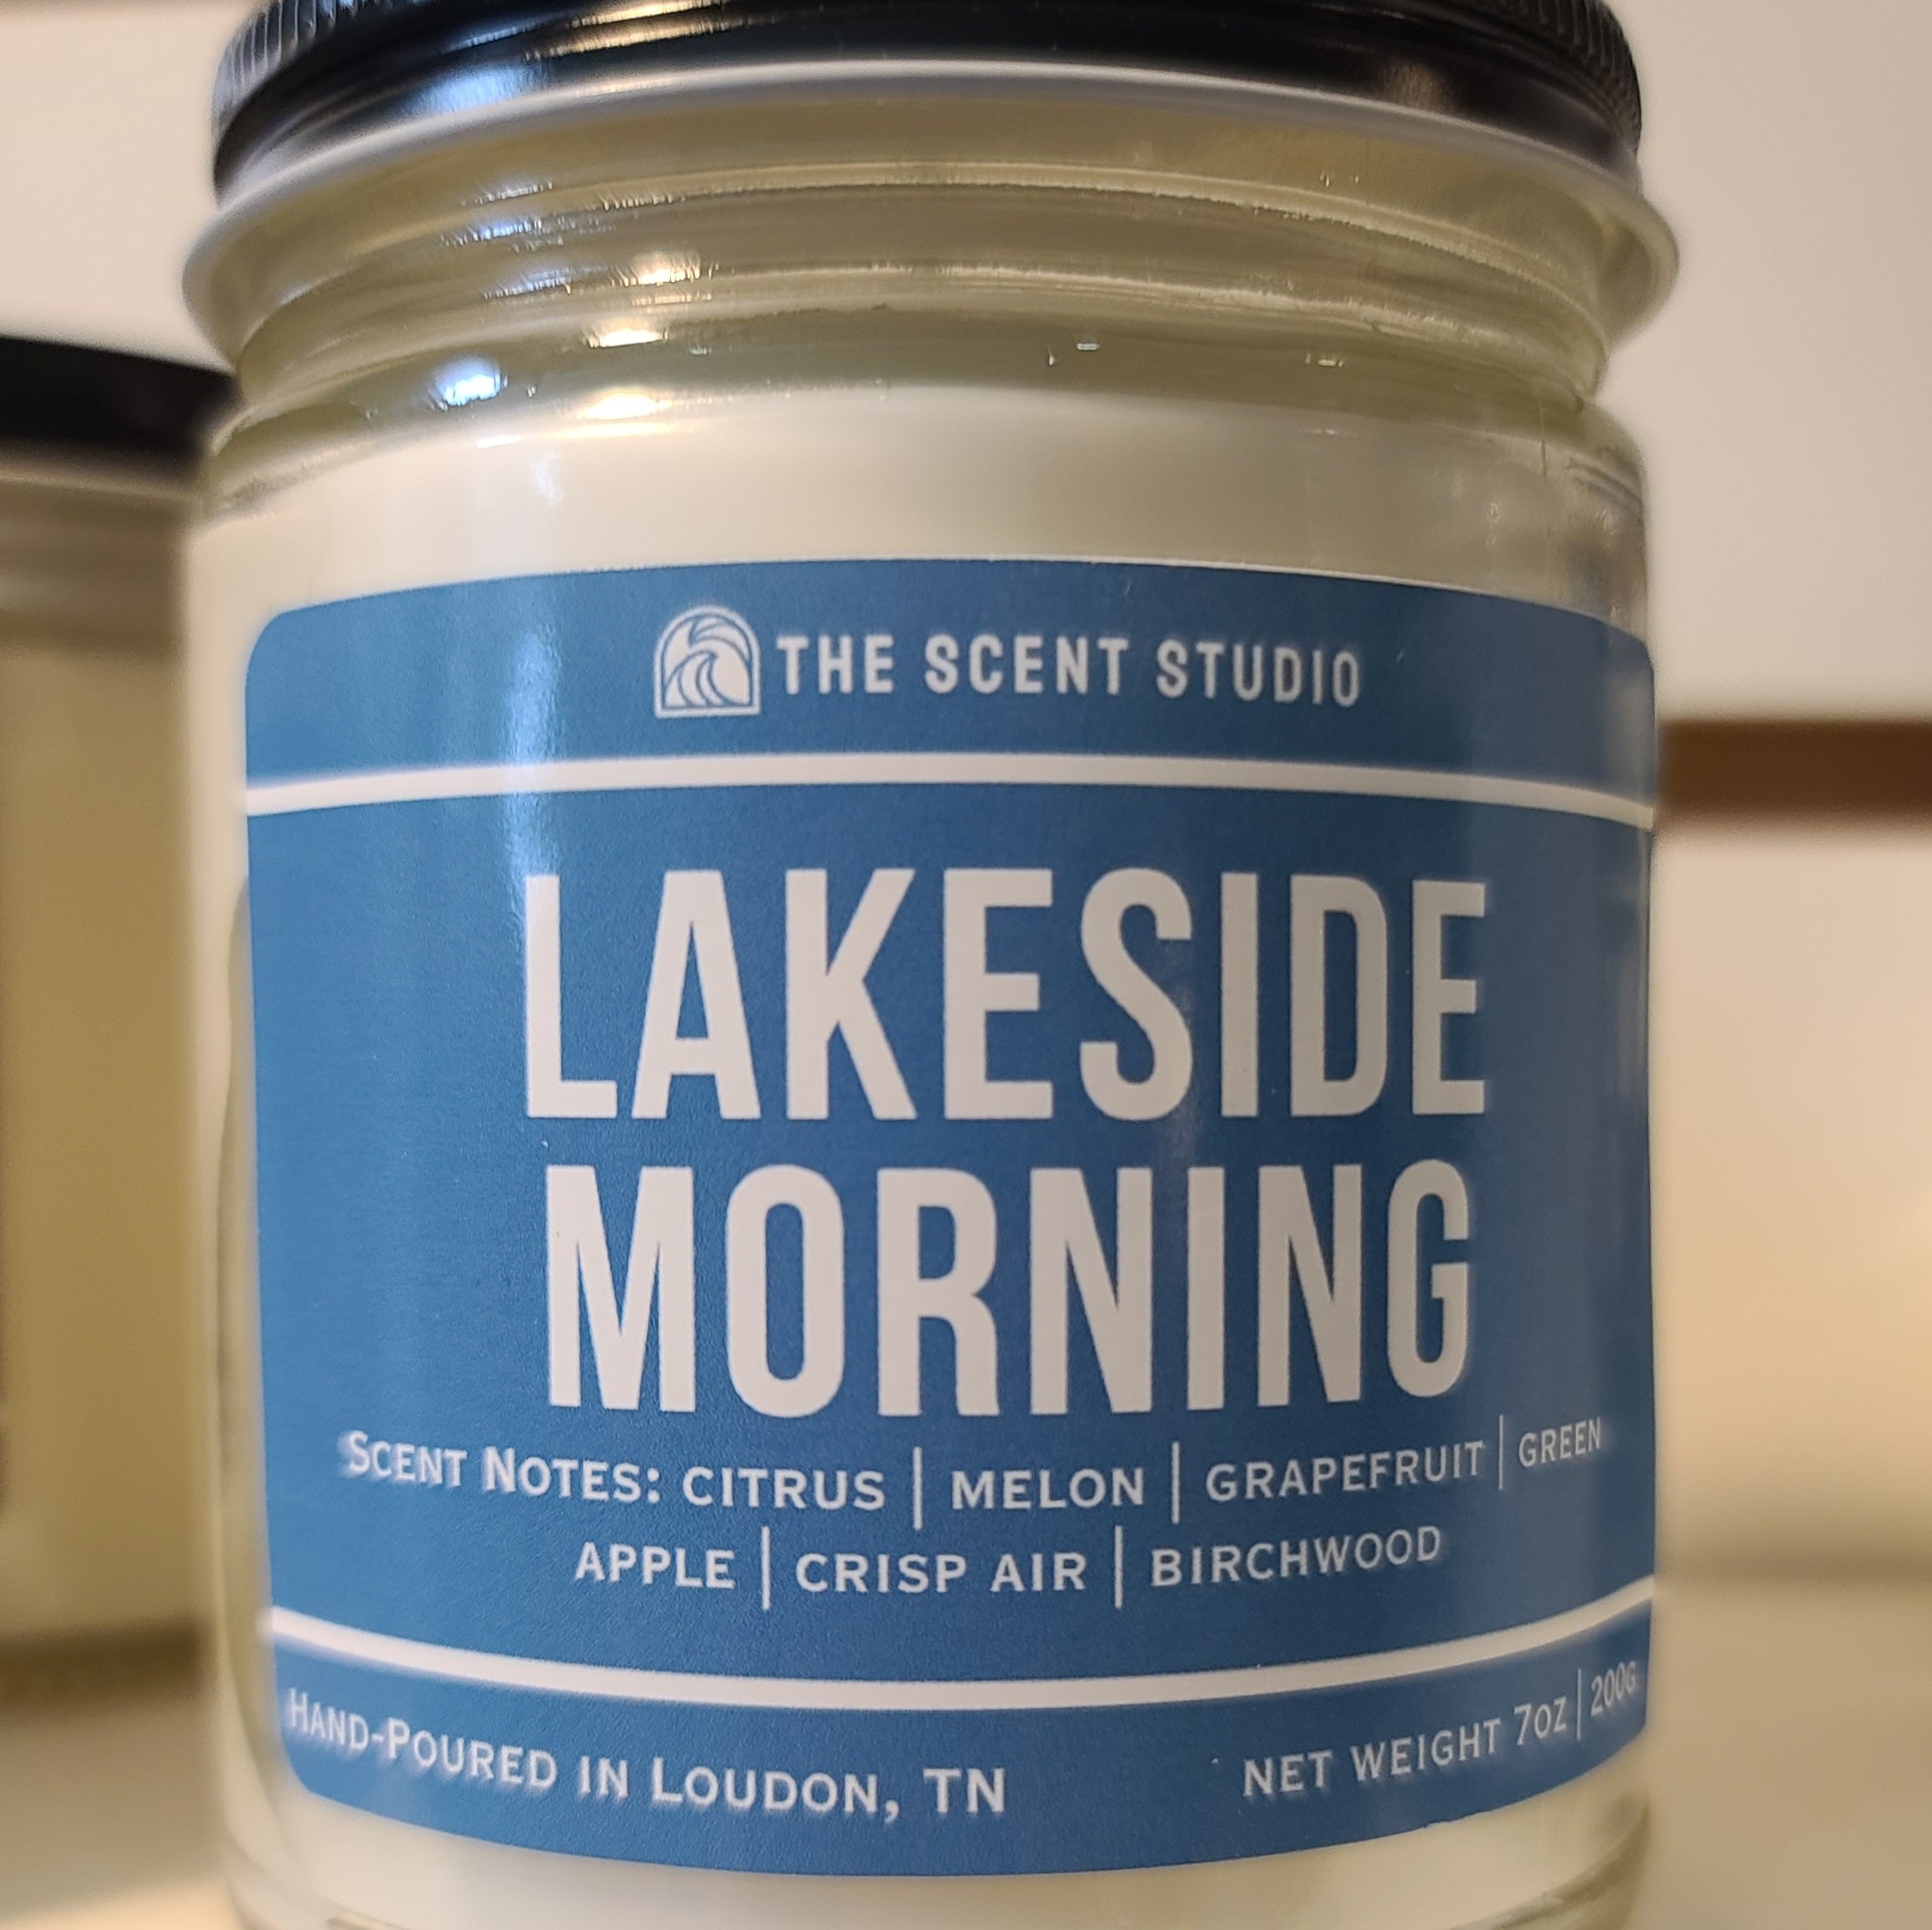 THE SCENT STUDIO
LAKESIDE
MORNING
SCENT NOTES: CITRUS | MELON | GRAPEFRUIT | GREEN
APPLE | CRISP AIR | BIRCHWOOD
HAND-POURED IN LOUDON, TN
NET WEIGHT 7OZ | 200G